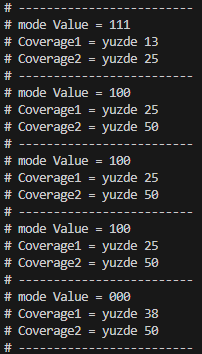 # --------------------------
# mode Value = 111
# Coverage1 = yuzde 13
# Coverage2 = yuzde 25
# --------------------------
# mode Value = 100
# Coverage1 = yuzde 25
# Coverage2 = yuzde 50
# --------------------------
# mode Value = 100
# Coverage1 = yuzde 25
# Coverage2 = yuzde 50
# --------------------------
# mode Value = 100
# Coverage1 = yuzde 25
# Coverage2 = yuzde 50
# --------------------------
# mode Value = 000
# Coverage1 = yuzde 38
# Coverage2 = yuzde 50
# --------------------------